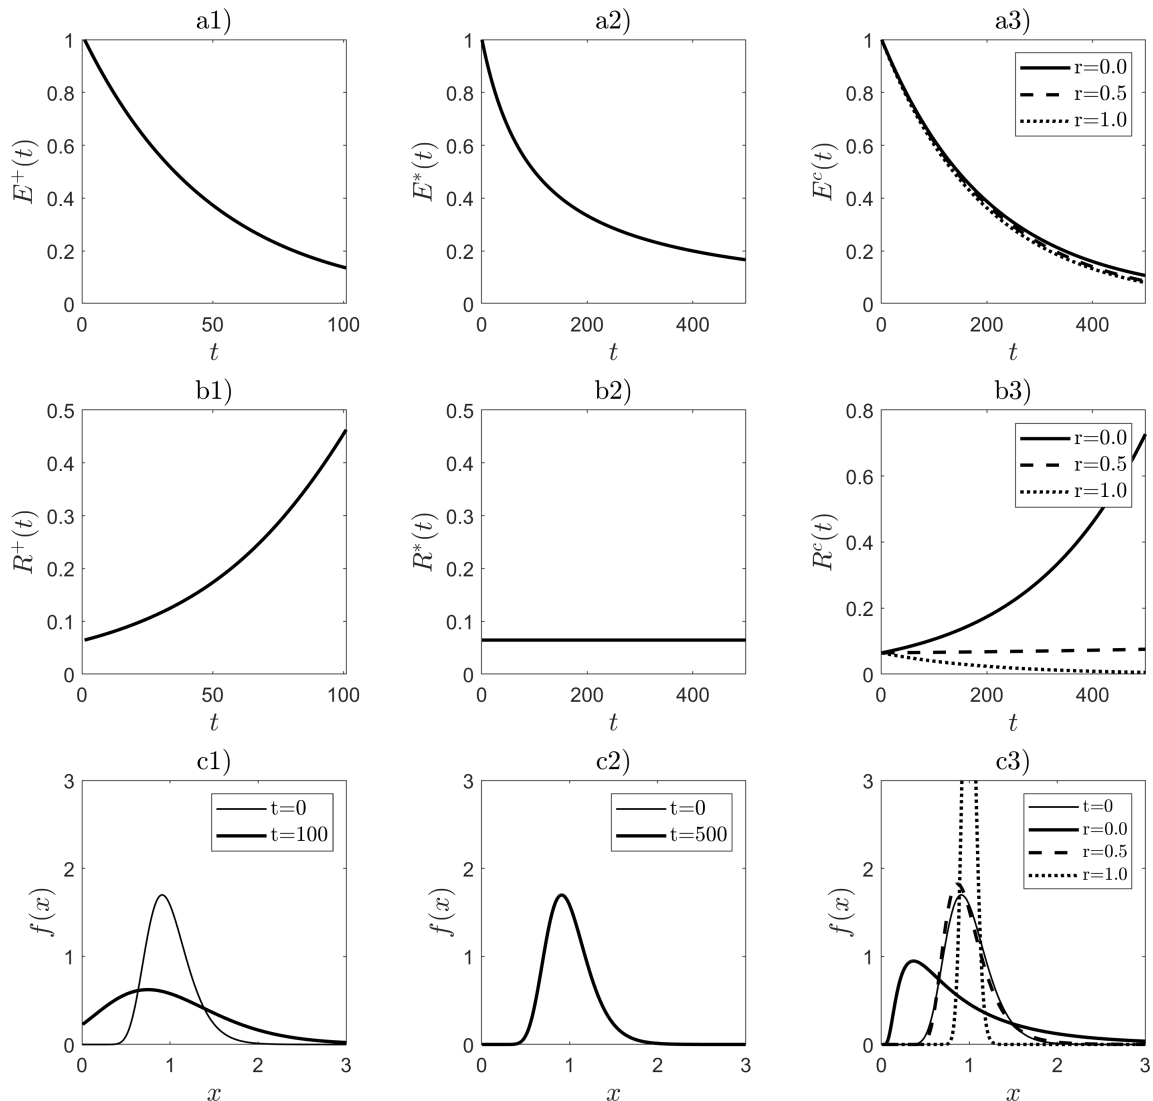 a1)
1
0.8
0.6
0.4
0.2
0
E⁺(t)
0
50
100
t
a2)
1
0.8
0.6
0.4
0.2
0
E*(t)
0
200
400
t
a3)
1
0.8
0.6
0.4
0.2
0
Eᶜ(t)
r=0.0
r=0.5
r=1.0
0
200
400
t
b1)
0.5
0.4
0.3
0.2
0.1
0
R⁺(t)
0
50
100
t
b2)
0.5
0.4
0.3
0.2
0.1
0
R*(t)
0
200
400
t
b3)
0.8
0.6
0.4
0.2
0
Rᶜ(t)
r=0.0
r=0.5
r=1.0
0
200
400
t
c1)
3
2
1
0
f(x)
t=0
t=100
0
1
2
3
x
c2)
3
2
1
0
f(x)
t=0
t=500
0
1
2
3
x
c3)
3
2
1
0
f(x)
t=0
r=0.0
r=0.5
r=1.0
0
1
2
3
x